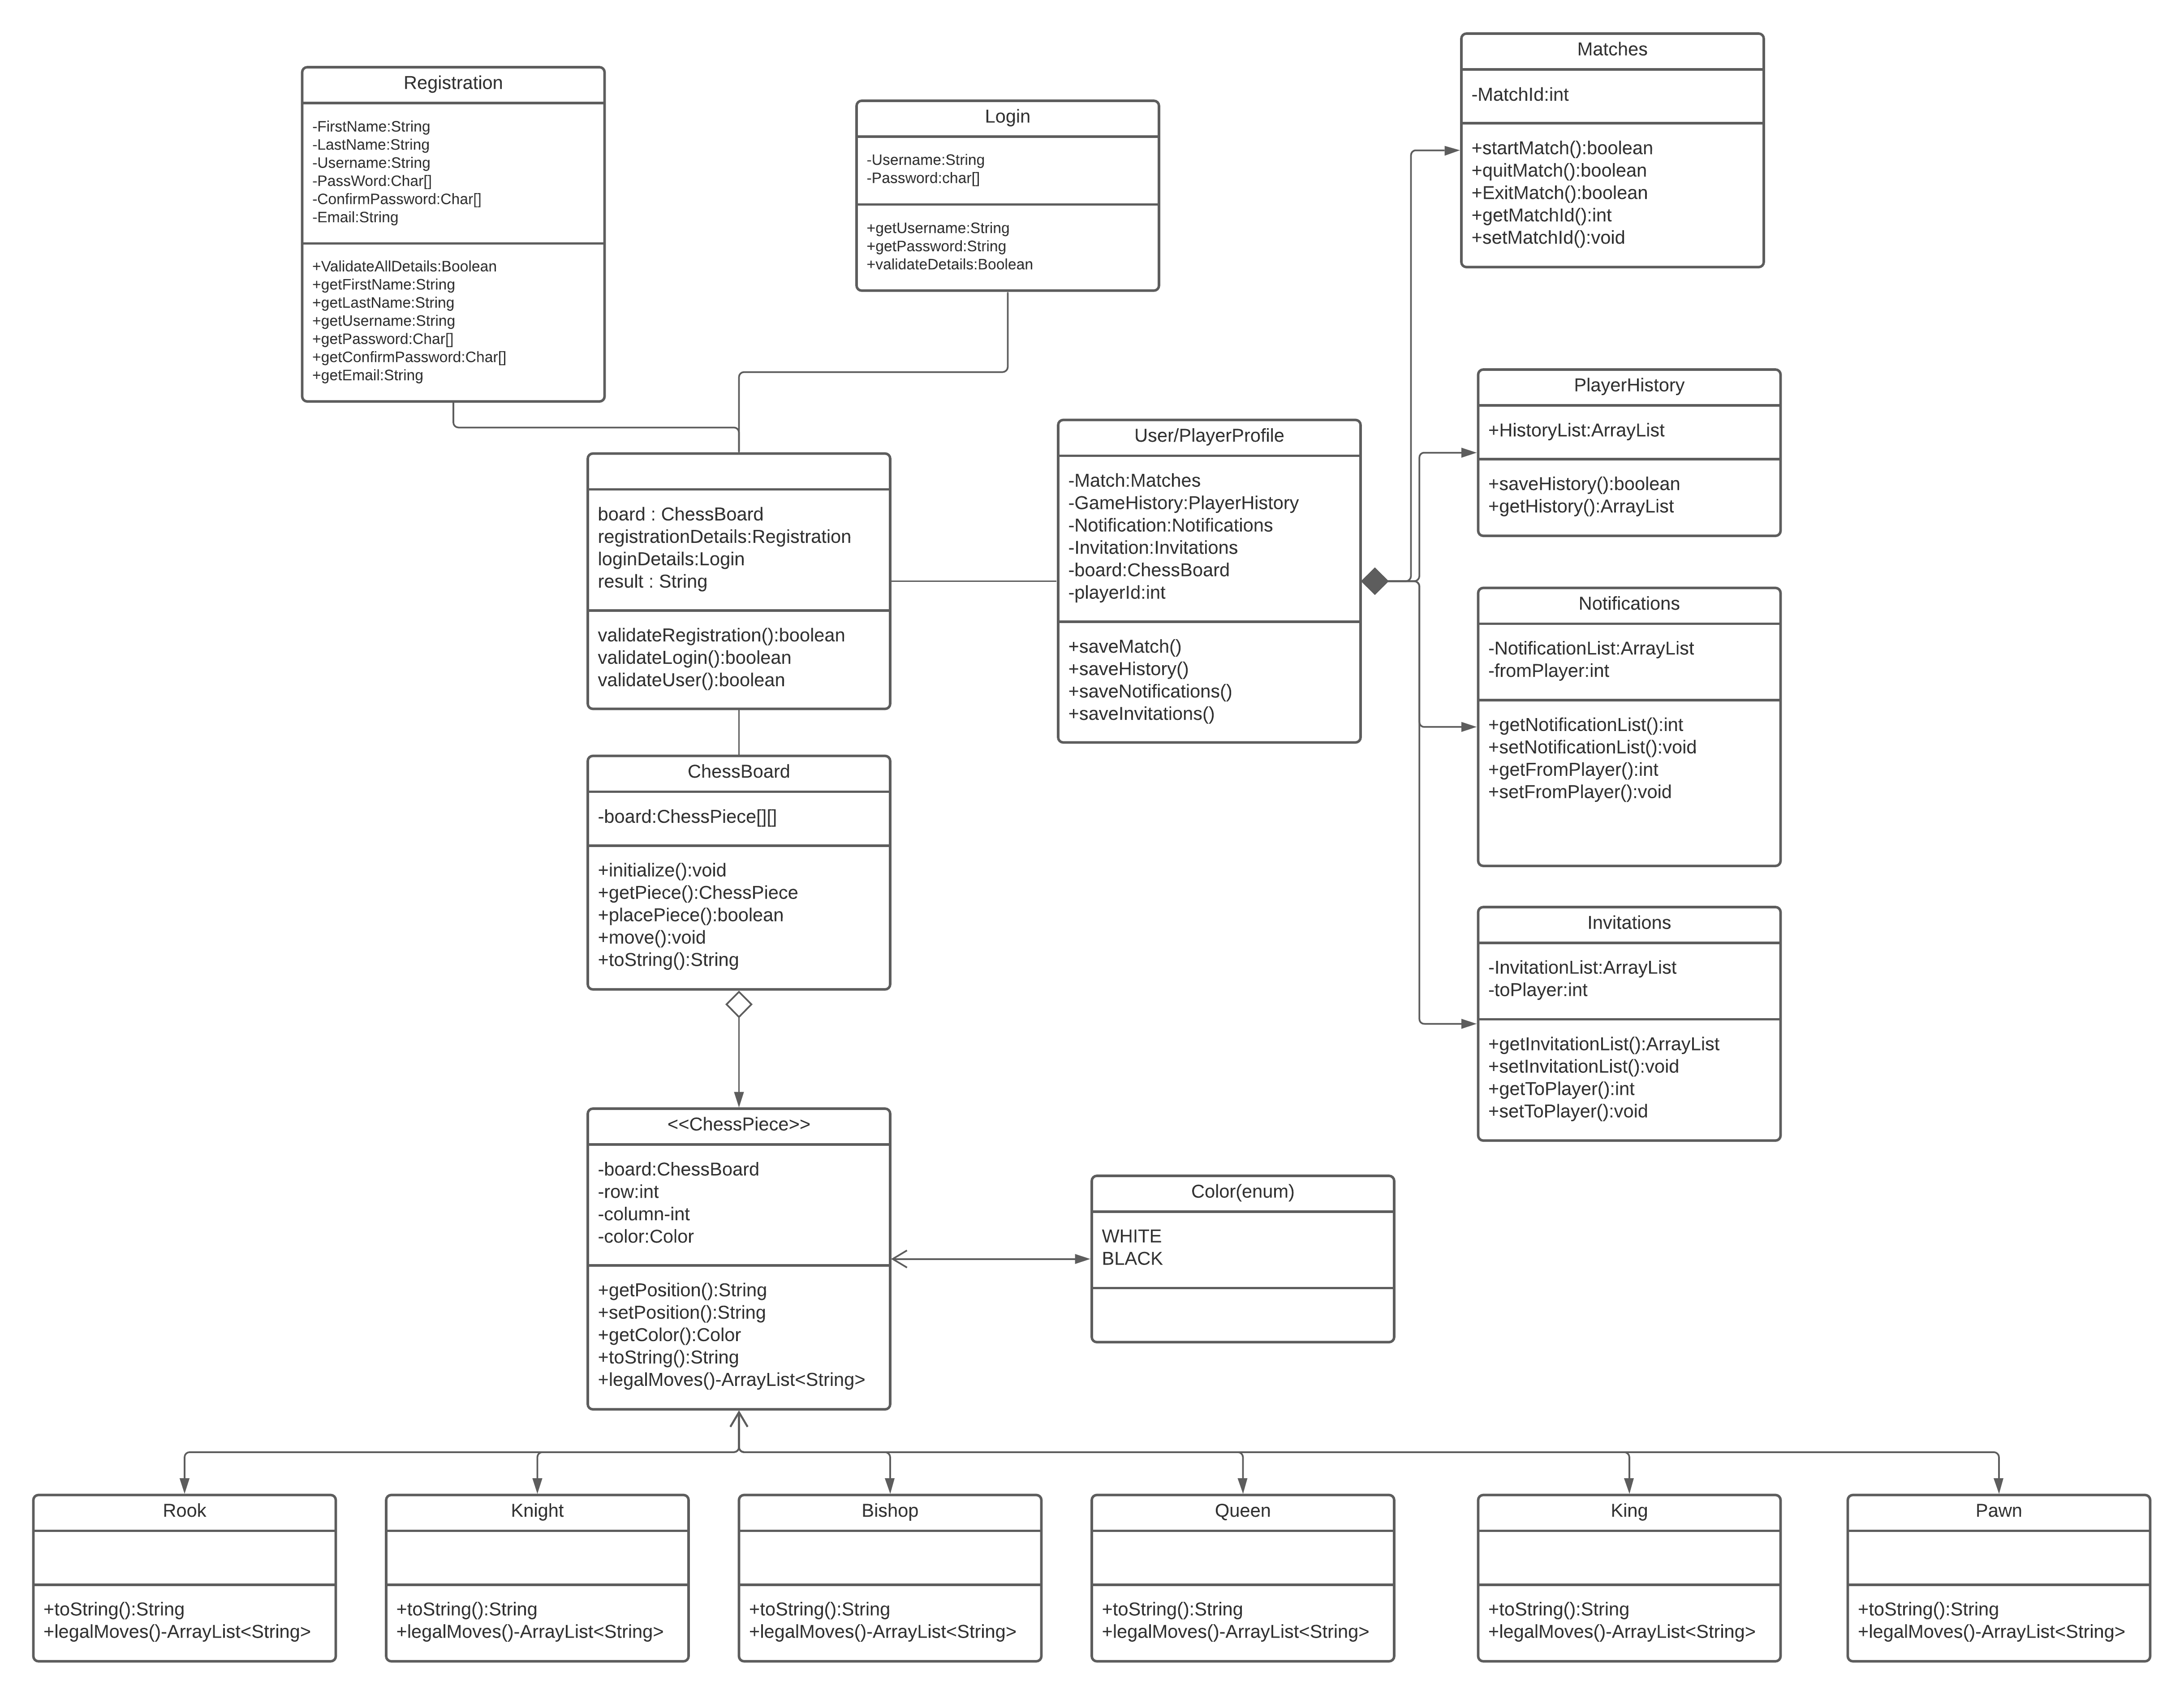 Registration
-FirstName:String
-LastName:String
-Username:String
-PassWord:Char[]
-ConfirmPassword:Char[]
-Email:String
+ValidateAllDetails:Boolean
+getFirstName:String
+getLastName:String
+getUsername:String
+getPassword:Char[]
+getConfirmPassword:Char[]
+getEmail:String
Login
-Username:String
-Password:char[]
+getUsername:String
+getPassword:String
+validateDetails:Boolean
Matches
-MatchId:int
+startMatch():boolean
+quitMatch():boolean
+ExitMatch():boolean
+getMatchId():int
+setMatchId():void
board : ChessBoard
registrationDetails:Registration
loginDetails:Login
result : String
validateRegistration():boolean
validateLogin():boolean
validateUser():boolean
User/PlayerProfile
-Match:Matches
-GameHistory:PlayerHistory
-Notification:Notifications
-Invitation:Invitations
-board:ChessBoard
-playerId:int
+saveMatch()
+saveHistory()
+saveNotifications()
+saveInvitations()
PlayerHistory
+HistoryList:ArrayList
+saveHistory():boolean
+getHistory():ArrayList
Notifications
-NotificationList:ArrayList
-fromPlayer:int
+getNotificationList():int
+setNotificationList():void
+getFromPlayer():int
+setFromPlayer():void
Invitations
-InvitationList:ArrayList
-toPlayer:int
+getInvitationList():ArrayList
+setInvitationList():void
+getToPlayer():int
+setToPlayer():void
ChessBoard
-board:ChessPiece[][]
+initialize():void
+getPiece():ChessPiece
+placePiece():boolean
+move():void
+toString():String
<<ChessPiece>>
-board:ChessBoard
-row:int
-column-int
-color:Color
+getPosition():String
+setPosition():String
+getColor():Color
+toString():String
+legalMoves()-ArrayList<String>
Color(enum)
WHITE
BLACK
Rook
+toString():String
+legalMoves()-ArrayList<String>
Knight
+toString():String
+legalMoves()-ArrayList<String>
Bishop
+toString():String
+legalMoves()-ArrayList<String>
Queen
+toString():String
+legalMoves()-ArrayList<String>
King
+toString():String
+legalMoves()-ArrayList<String>
Pawn
+toString():String
+legalMoves()-ArrayList<String>